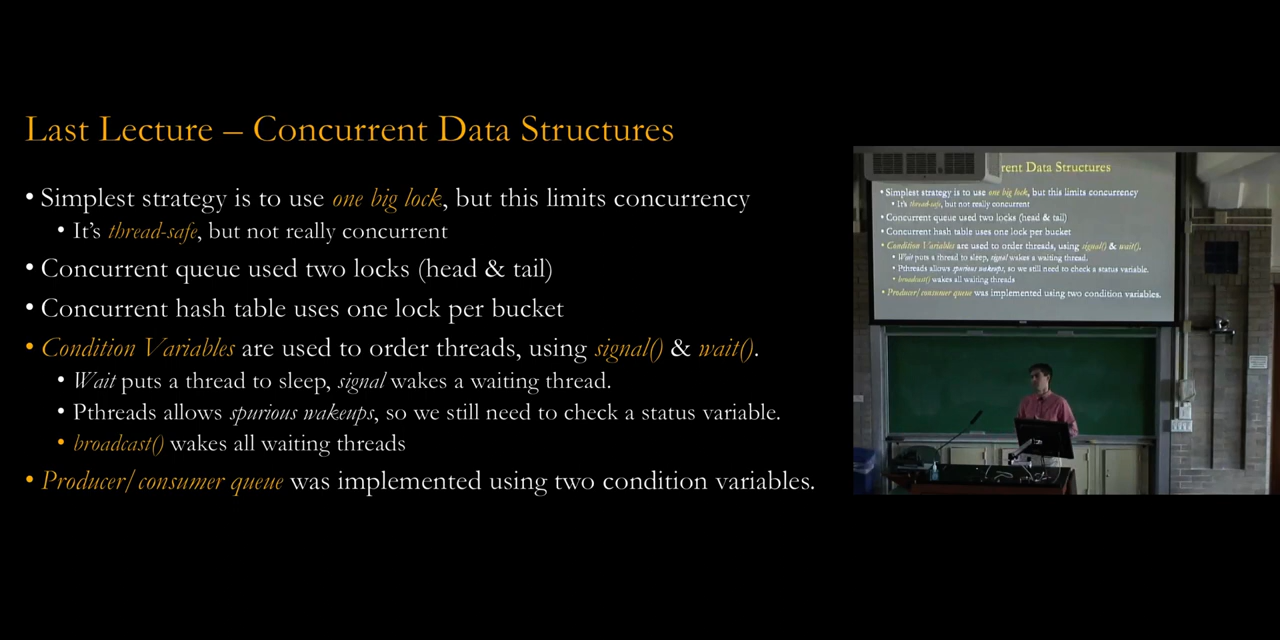 Last Lecture – Concurrent Data Structures
• Simplest strategy is to use one big lock, but this limits concurrency
• It's thread-safe, but not really concurrent
• Concurrent queue used two locks (head & tail)
• Concurrent hash table uses one lock per bucket
• Condition Variables are used to order threads, using signal() & wait().
• Wait puts a thread to sleep, signal wakes a waiting thread.
• Pthreads allows spurious wakeups, so we still need to check a status variable.
• broadcast() wakes all waiting threads
• Producer/consumer queue was implemented using two condition variables.
rent Data Structures
• Simplest strategy is to use one big lock, but this limits concurrency
• It's thread-safe, but not really concurrent
• Concurrent queue used two locks (head & tail)
• Concurrent hash table uses one lock per bucket
• Condition Variables are used to order threads, using signal() & wait().
• Wait puts a thread to sleep, signal wakes a waiting thread.
• Pthreads allows spurious wakeups, so we still need to check a status variable.
• broadcast() wakes all waiting threads
• Producer/consumer queue was implemented using two condition variables.